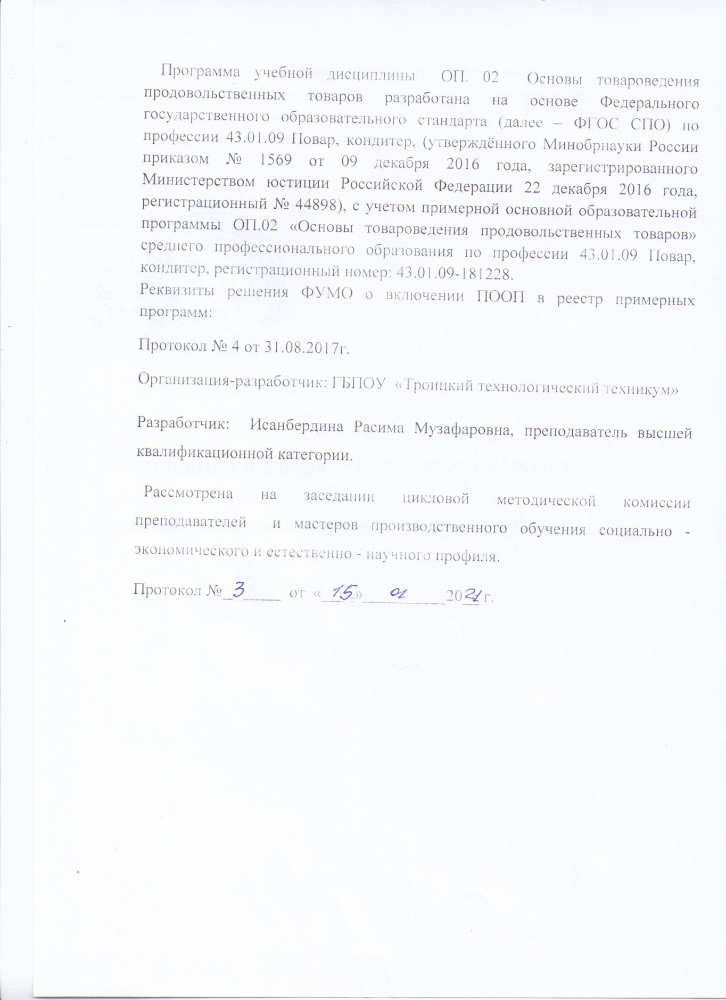 Программа учебной дисциплины ОП. 02 Основы товароведения
продовольственных товаров разработана на основе Федерального
государственного образовательного стандарта (далее – ФГОС СПО) по
профессии 43.01.09 Повар, кондитер, (утверждённого Минобрнауки России
приказом № 1569 от 09 декабря 2016 года, зарегистрированного
Министерством юстиции Российской Федерации 22 декабря 2016 года,
регистрационный № 44898), с учетом примерной основной образовательной
программы ОП.02 «Основы товароведения продовольственных товаров»
среднего профессионального образования по профессии 43.01.09 Повар,
кондитер, регистрационный номер: 43.01.09-181228.
Реквизиты решения ФУМО о включении ПООП в реестр примерных
программ:
Протокол № 4 от 31.08.2017г.
Организация-разработчик: ГБПОУ «Троицкий технологический техникум»
Разработчик: Исанбердина Расима Музафаровна, преподаватель высшей
квалификационной категории.
Рассмотрена на заседании цикловой методической комиссии
преподавателей и мастеров производственного обучения социально -
экономического и естественно - научного профиля.
Протокол № 3 от «15.» 01 2021 г.